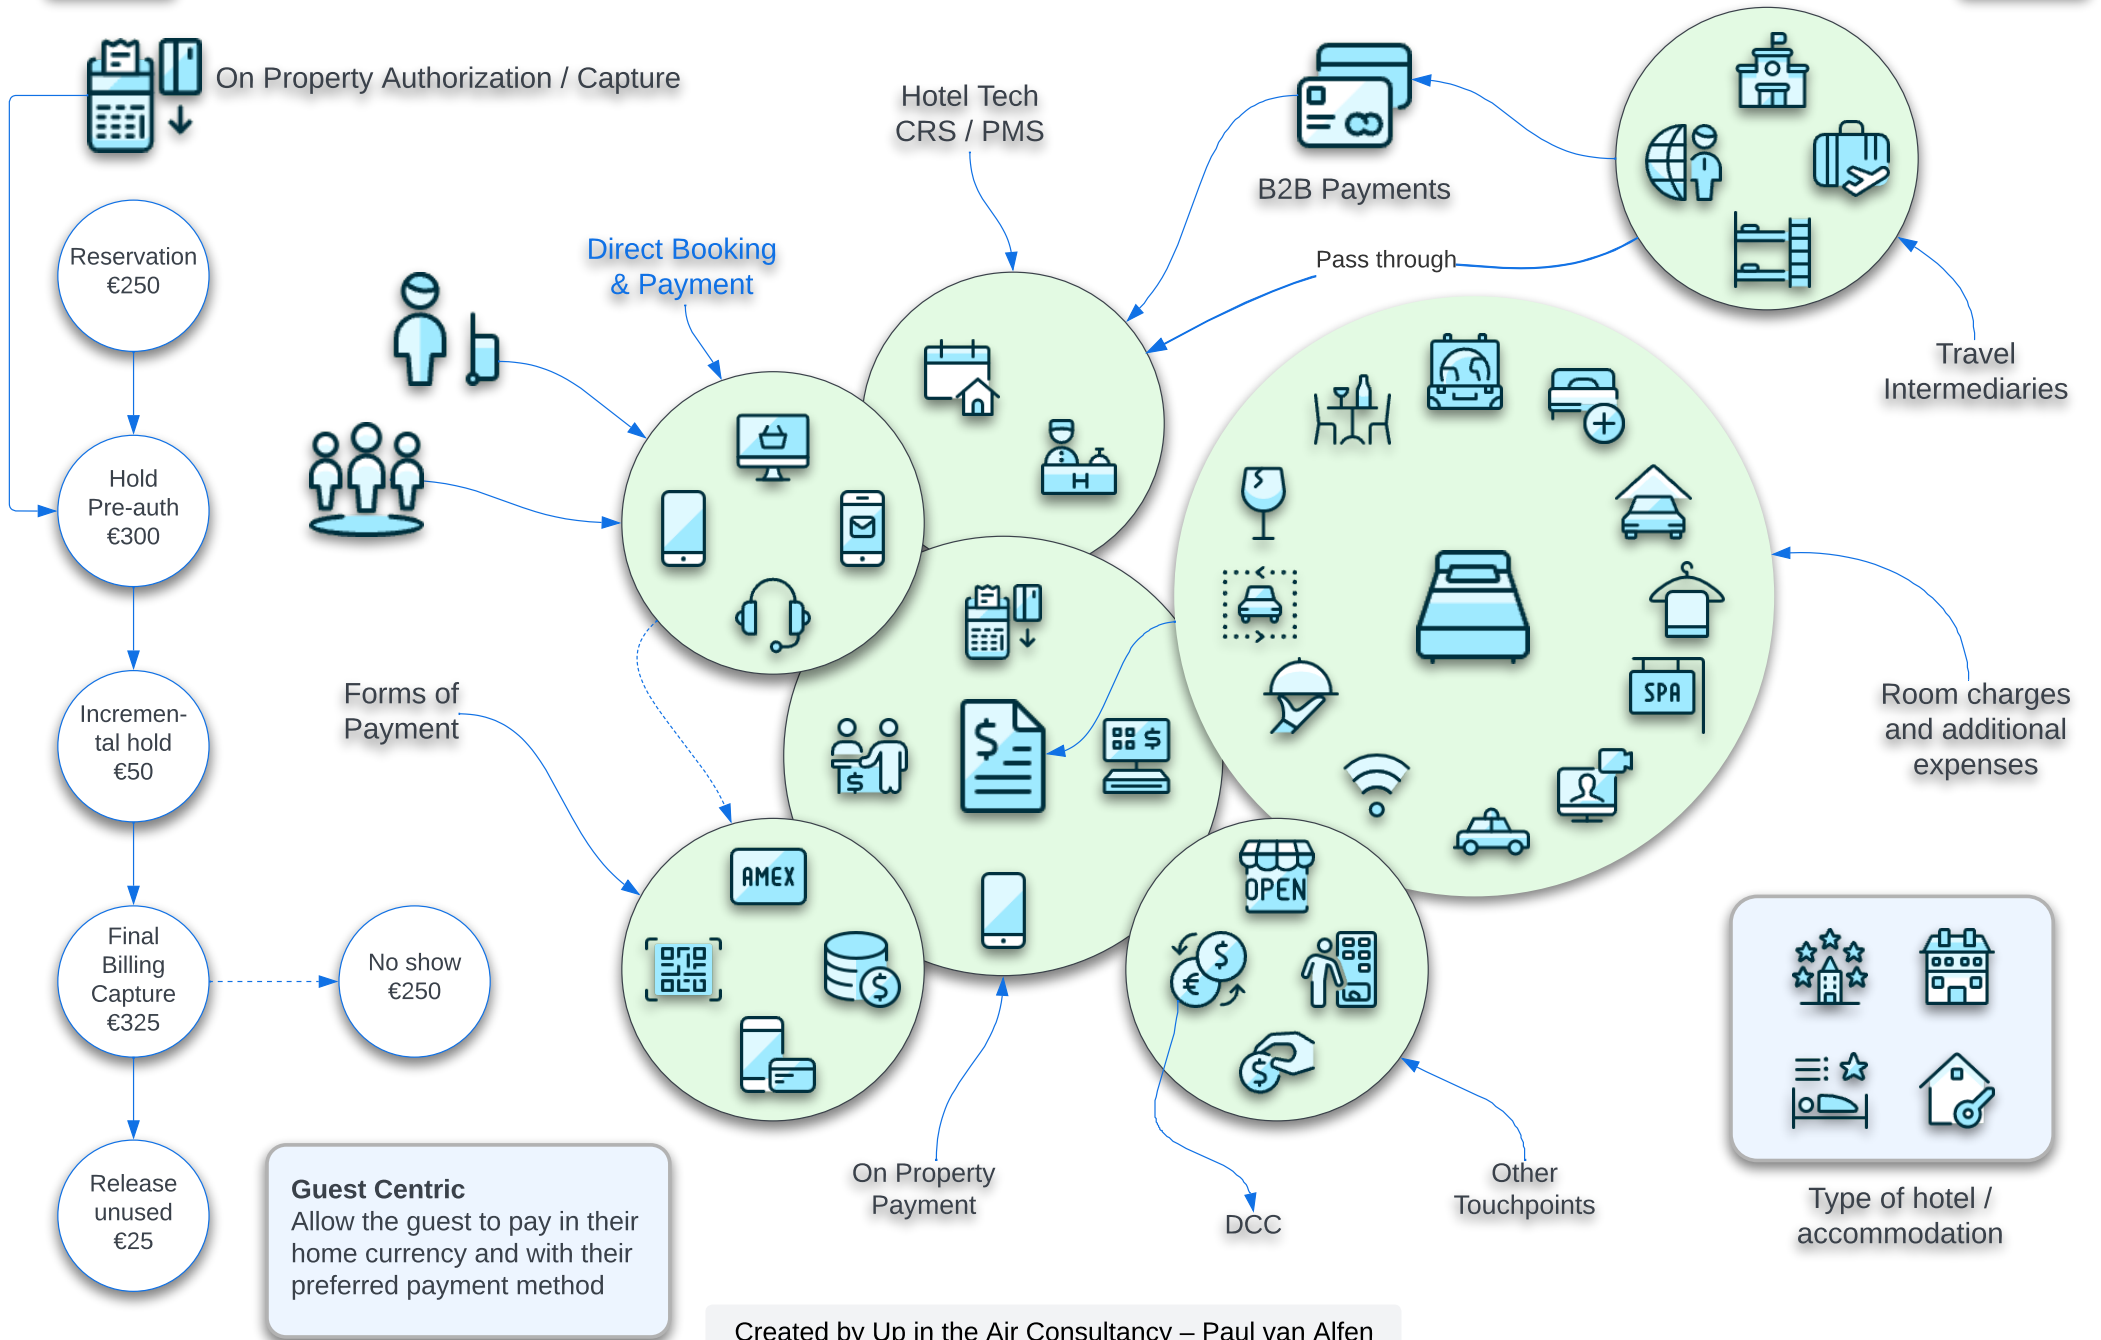 On Property Authorization / Capture
Reservation
€250
Hold
Pre-auth
€300
Incremen-
tal hold
€50
Final
Billing
Capture
€325
No show
€250
Release
unused
€25
Guest Centric
Allow the guest to pay in their
home currency and with their
preferred payment method
Direct Booking
& Payment
Hotel Tech
CRS / PMS
B2B Payments
Pass through
Travel
Intermediaries
Forms of
Payment
SPA
Room charges
and additional
expenses
AMEX
OPEN
H
On Property
Payment
DCC
Other
Touchpoints
Type of hotel /
accommodation
Created by Up in the Air Consultancy – Paul van Alfen